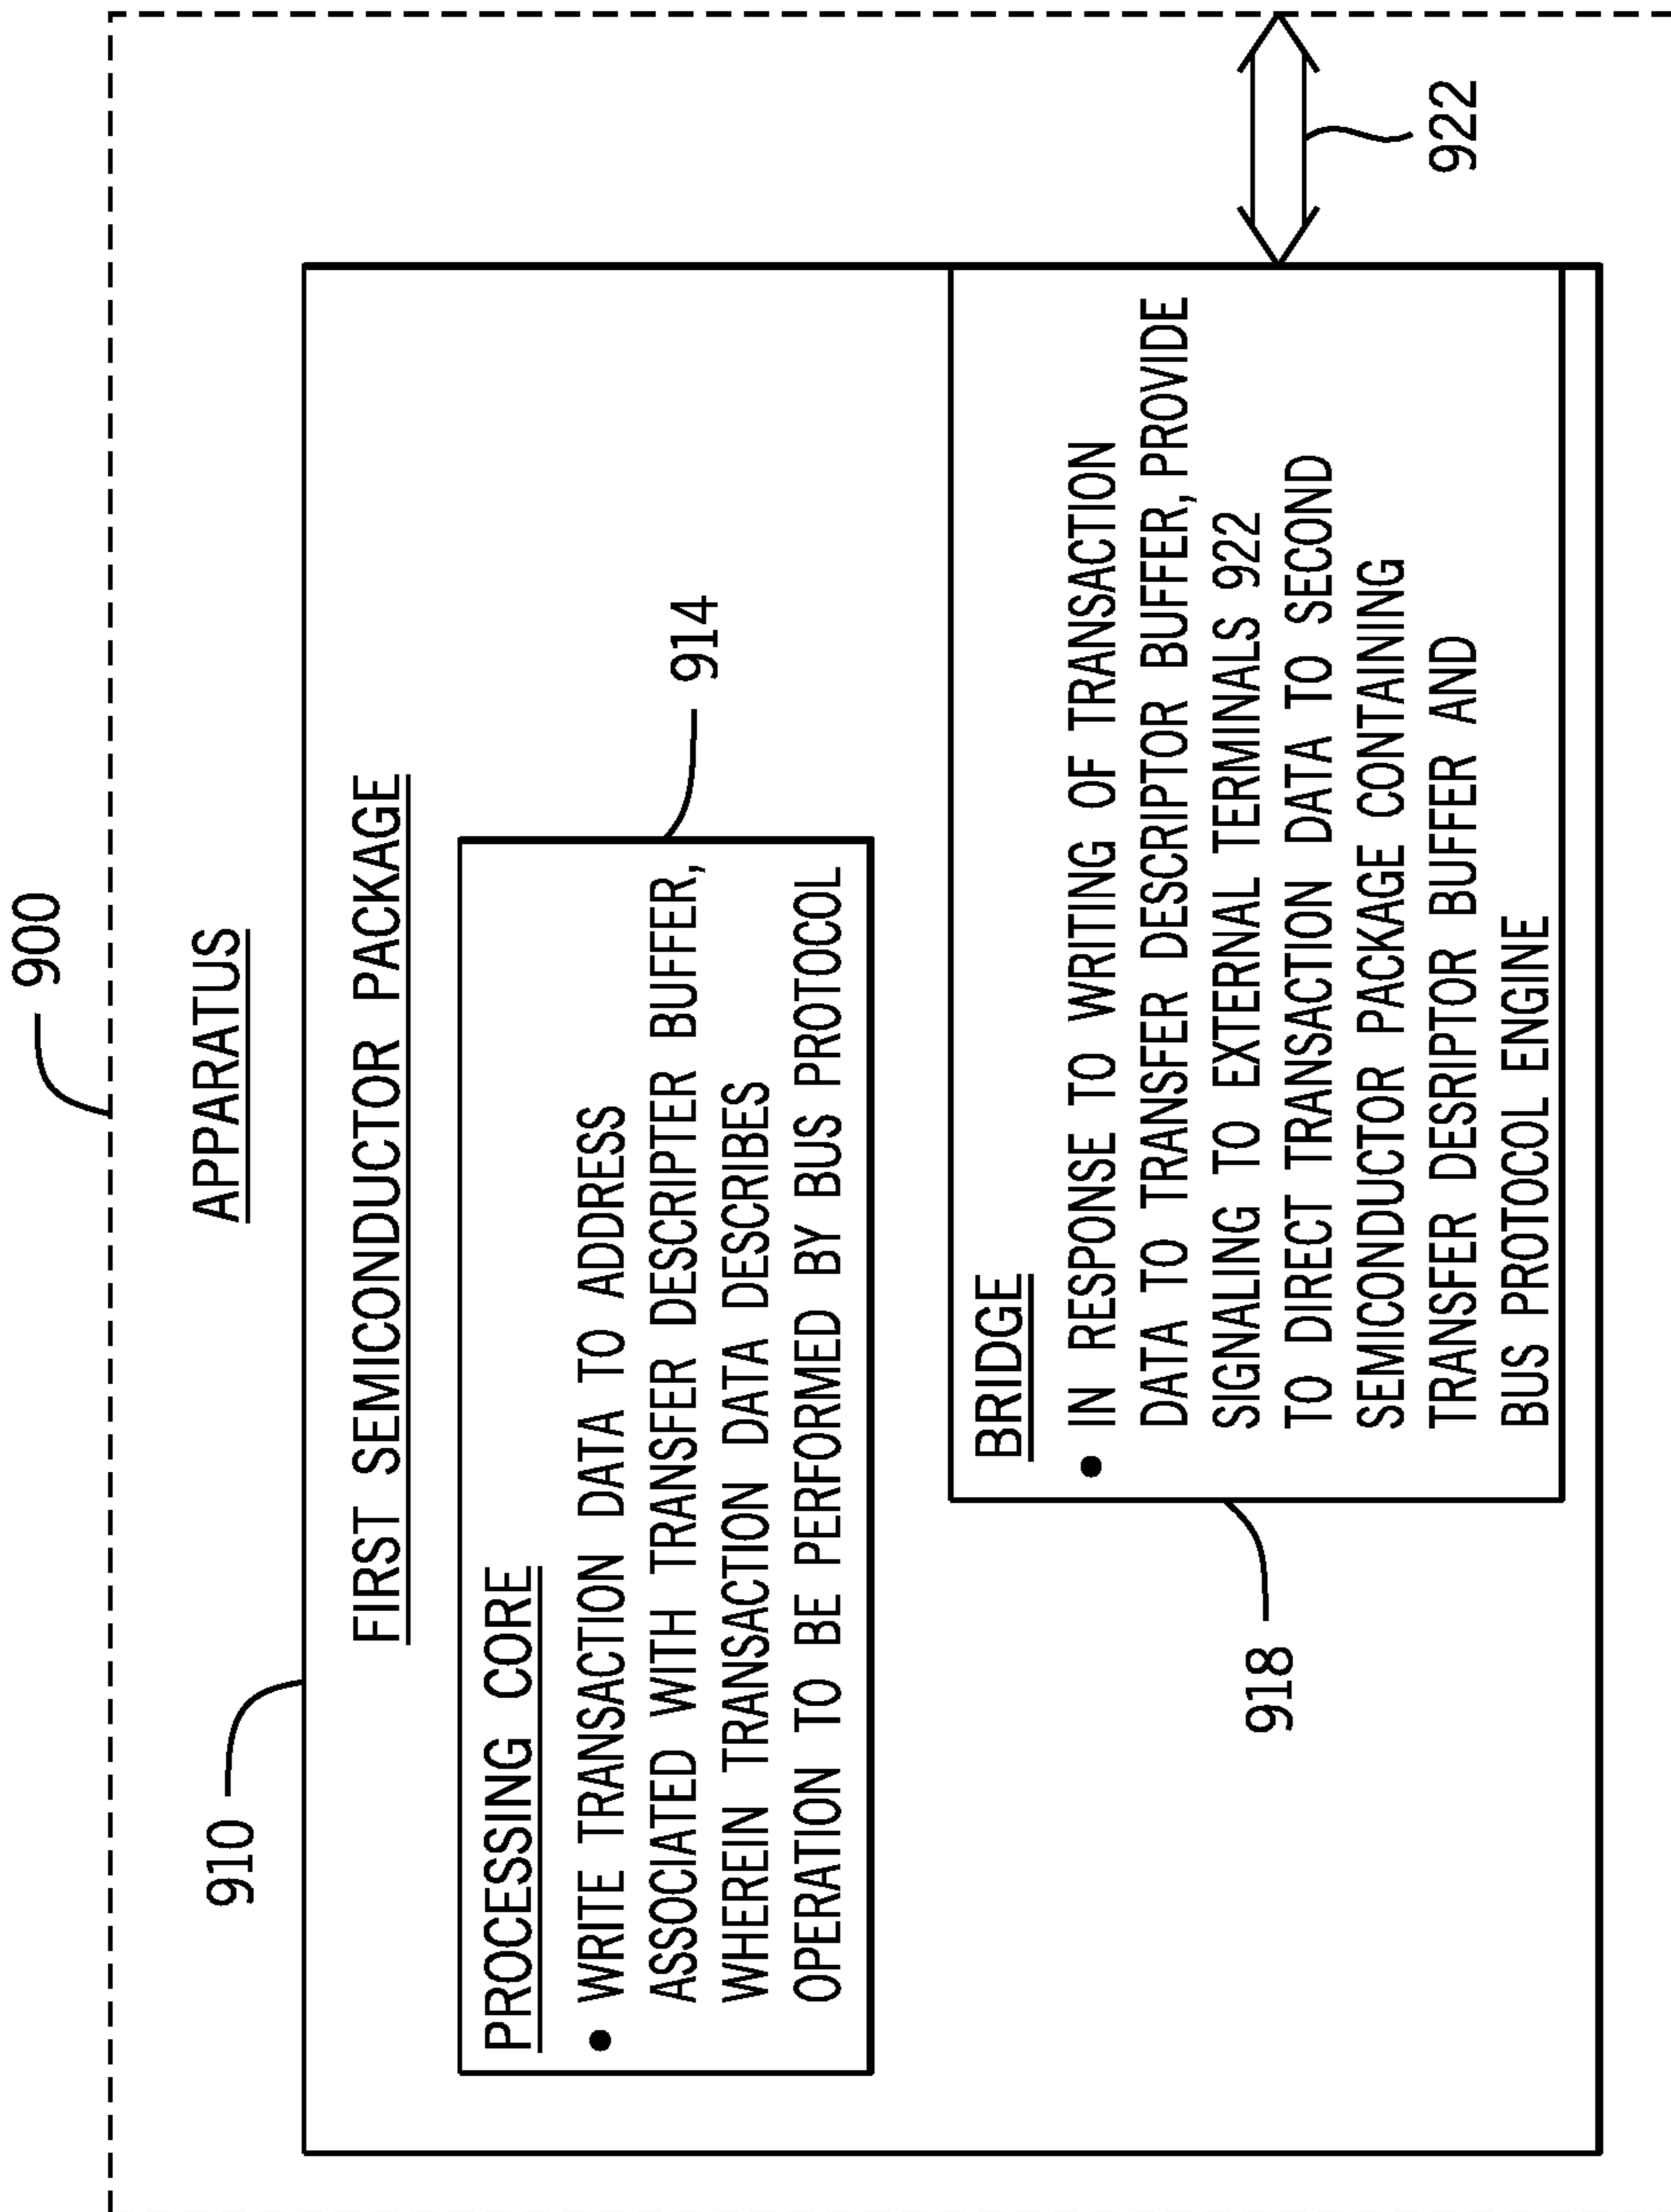 900
APPARATUS
910
FIRST SEMICONDUCTOR PACKAGE
PROCESSING CORE
• WRITE TRANSACTION DATA TO ADDRESS
ASSOCIATED WITH TRANSFER DESCRIPTER BUFFER,
WHEREIN TRANSACTION DATA DESCRIBES
OPERATION TO BE PERFORMED BY BUS PROTOCOL
914
BRIDGE
• IN RESPONSE TO WRITING OF TRANSACTION
DATA TO TRANSFER DESCRIPTOR BUFFER, PROVIDE
SIGNALING TO EXTERNAL TERMINALS 922
TO DIRECT TRANSACTION DATA TO SECOND
SEMICONDUCTOR PACKAGE CONTAINING
TRANSFER DESRIPTOR BUFFER AND
BUS PROTOCOL ENGINE
918
922